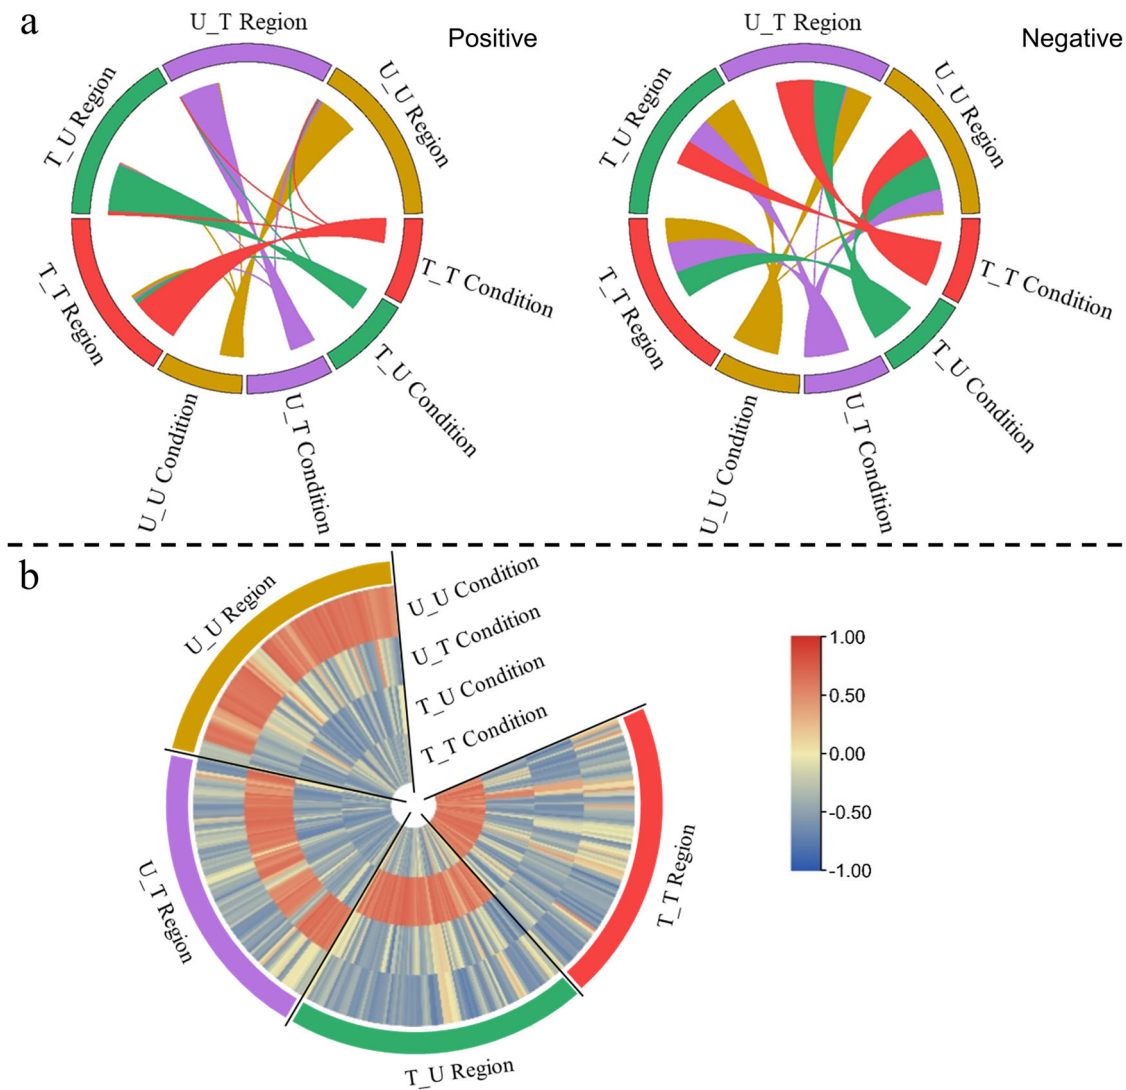 a
U_T Region
Positive
T_U Region
U_U Region
T_T Region
T_T Condition
U_U Condition
U_T Condition
T_U Condition
U_T Region
Negative
T_U Region
U_U Region
T_T Region
T_T Condition
U_U Condition
U_T Condition
T_U Condition
b
U_U Region
U_U Condition
U_T Condition
T_U Condition
T_T Condition
U_T Region
T_T Region
T_U Region
1.00
0.50
0.00
-0.50
-1.00